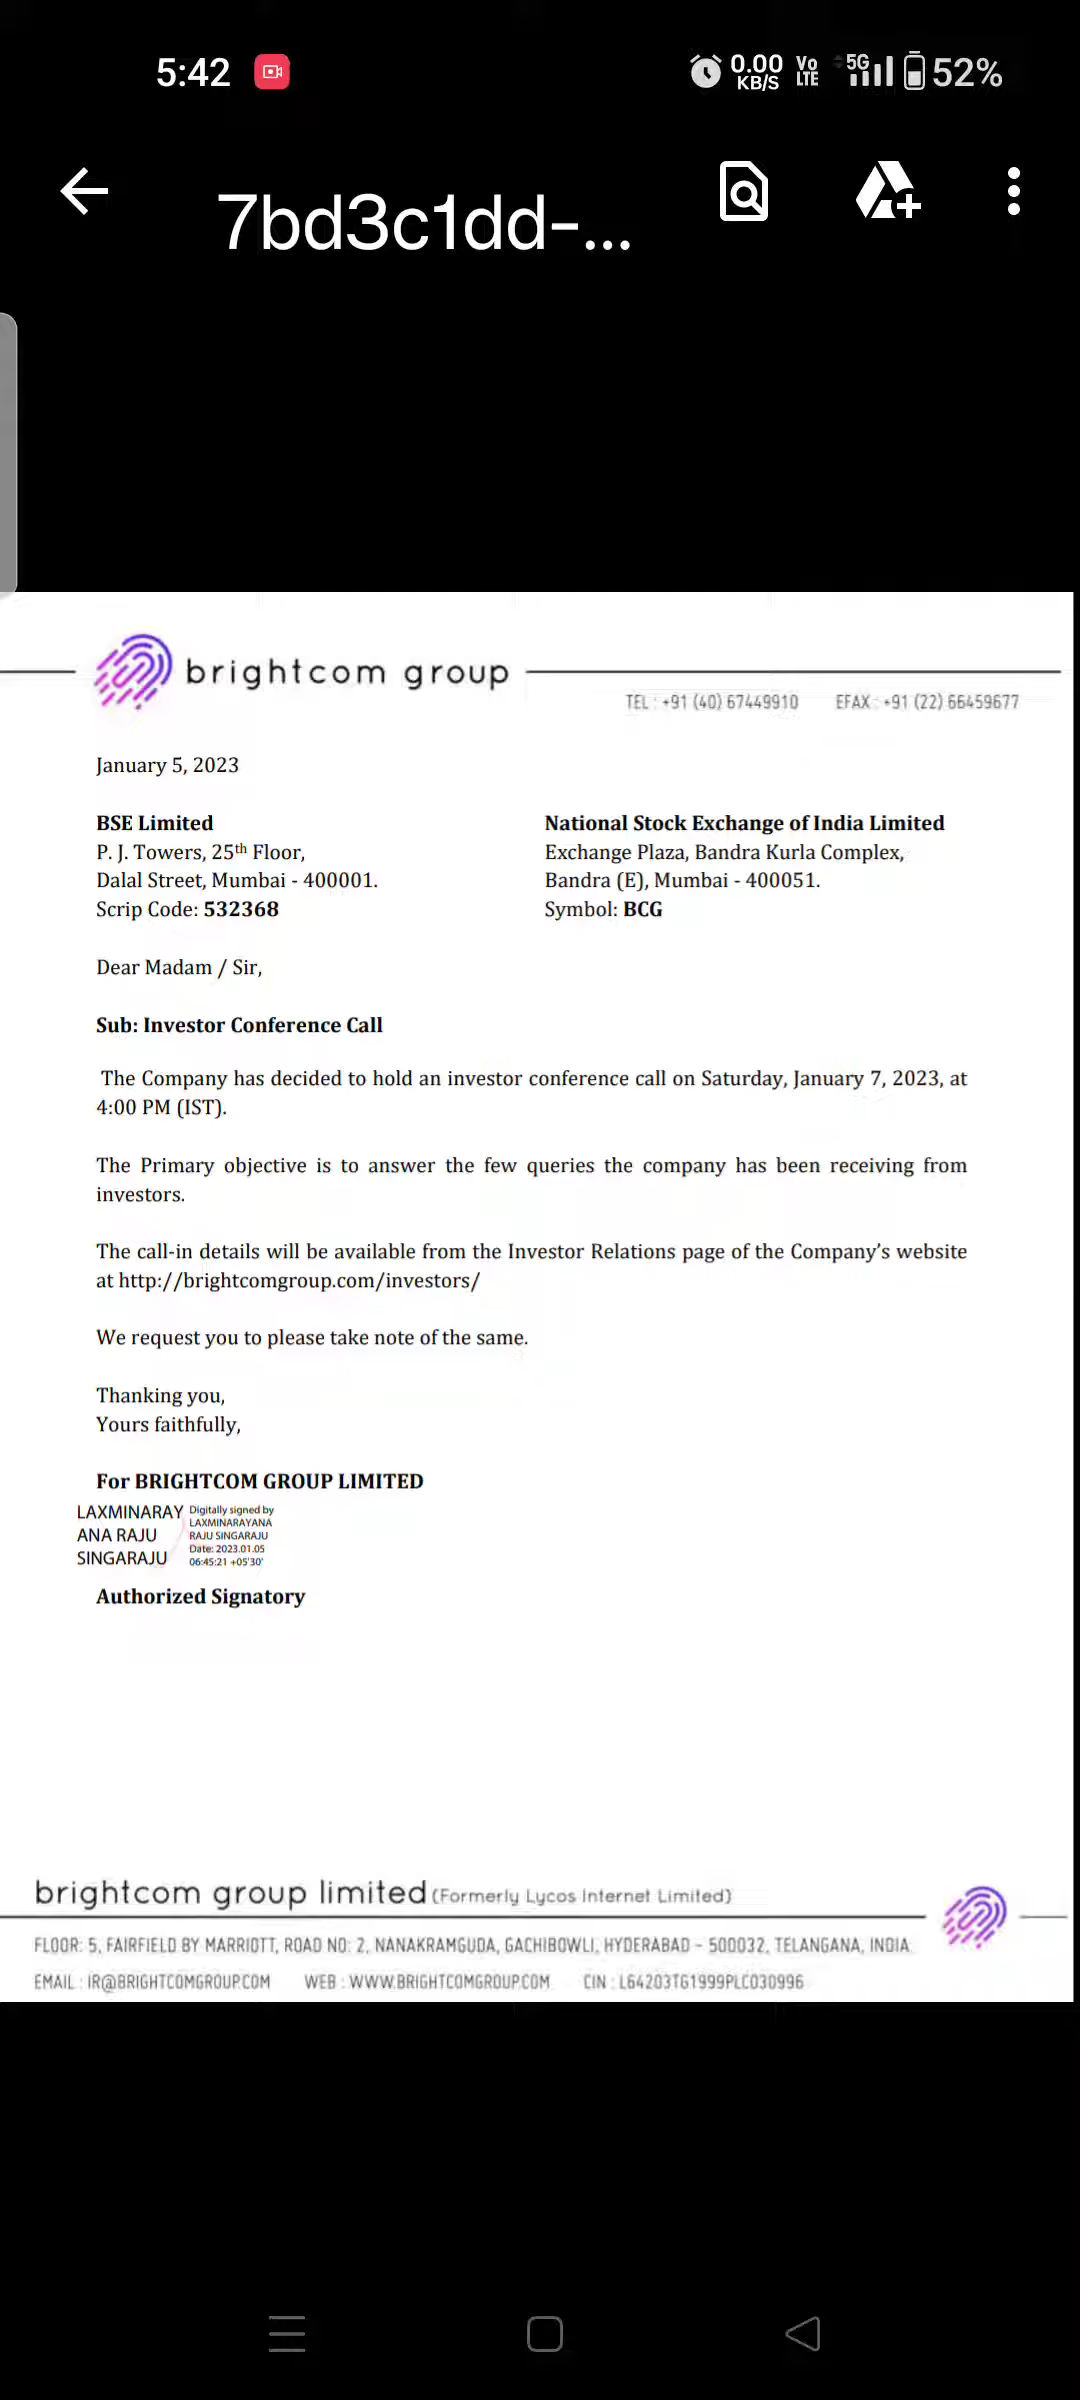 5:42 0.00 KB/S Vo LTE 5G 52%
7bd3c1dd-...
brightcom group
TEL : +91 (40) 67449910 EFAX : +91 (22) 66459677
January 5, 2023
BSE Limited
P. J. Towers, 25th Floor,
Dalal Street, Mumbai - 400001.
Scrip Code: 532368
National Stock Exchange of India Limited
Exchange Plaza, Bandra Kurla Complex,
Bandra (E), Mumbai - 400051.
Symbol: BCG
Dear Madam / Sir,
Sub: Investor Conference Call
The Company has decided to hold an investor conference call on Saturday, January 7, 2023, at
4:00 PM (IST).
The Primary objective is to answer the few queries the company has been receiving from
investors.
The call-in details will be available from the Investor Relations page of the Company's website
at http://brightcomgroup.com/investors/
We request you to please take note of the same.
Thanking you,
Yours faithfully,
For BRIGHTCOM GROUP LIMITED
LAXMINARAY
ANA RAJU
SINGARAJU
Digitally signed by
LAXMINARAYANA
RAJU SINGARAJU
Date: 2023.01.05
06:45:21 +05'30'
Authorized Signatory
brightcom group limited (Formerly Lycos Internet Limited)
FLOOR: 5, FAIRFIELD BY MARRIOTT, ROAD NO: 2, NANAKRAMGUDA, GACHIBOWLI, HYDERABAD - 500032, TELANGANA, INDIA
EMAIL : IR@BRIGHTCOMGROUP.COM WEB : WWW.BRIGHTCOMGROUP.COM CIN : L64203TG1999PLC030996